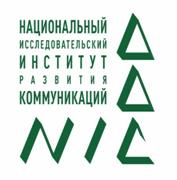 НАЦИОНАЛЬНЫЙ
ИССЛЕДОВАТЕЛЬСКИЙ
ИНСТИТУТ
РАЗВИТИЯ
КОММУНИКАЦИЙ
NIC